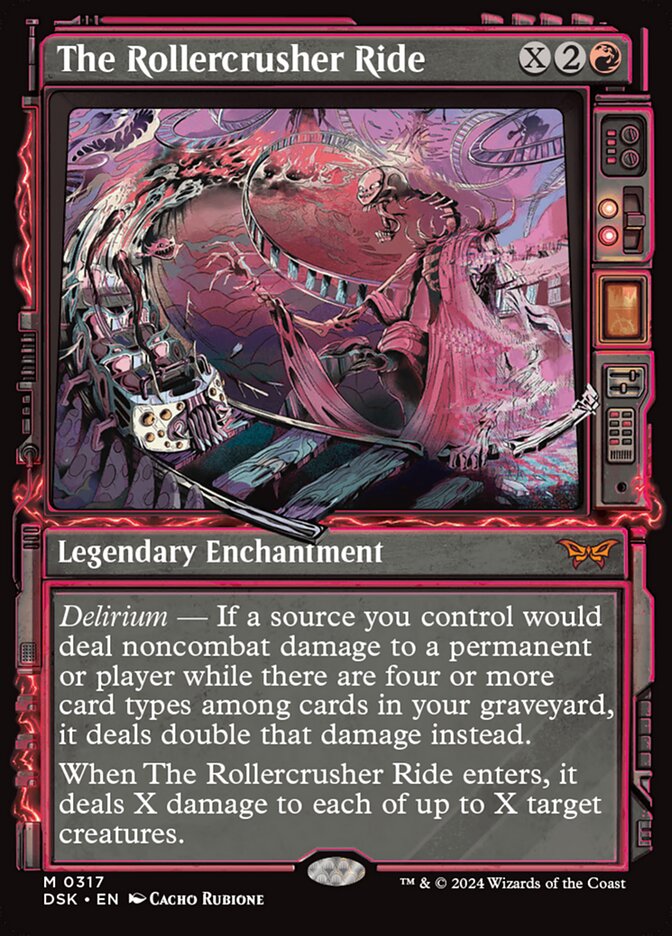 The Rollercrusher Ride X 2
Legendary Enchantment
Delirium — If a source you control would
deal noncombat damage to a permanent
or player while there are four or more
card types among cards in your graveyard,
it deals double that damage instead.
When The Rollercrusher Ride enters, it
deals X damage to each of up to X target
creatures.
M 0317
DSK • EN Cacho Rubione
™ & © 2024 Wizards of the Coast